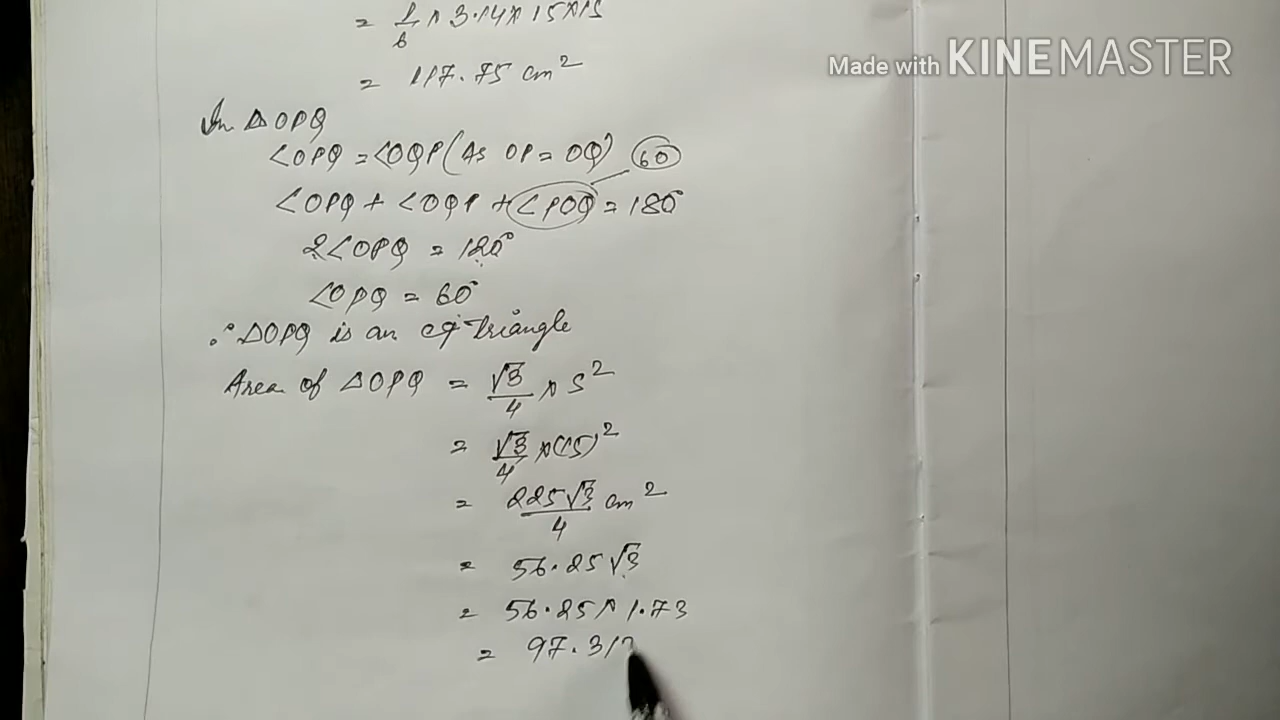 = 1/6 × 3.14 × 15 × 15
Made with KINEMASTER
= 117.75 cm²
In △OPQ
∠OPQ = ∠OQP (As OP = OQ) 60
∠OPQ + ∠OQP + ∠POQ = 180°
2∠OPQ = 120°
∠OPQ = 60°
∴ △OPQ is an eq. triangle
Area of △OPQ = √3/4 × S²
= √3/4 × (15)²
= 225√3/4 cm²
= 56.25√3
= 56.25 × 1.73
= 97.31